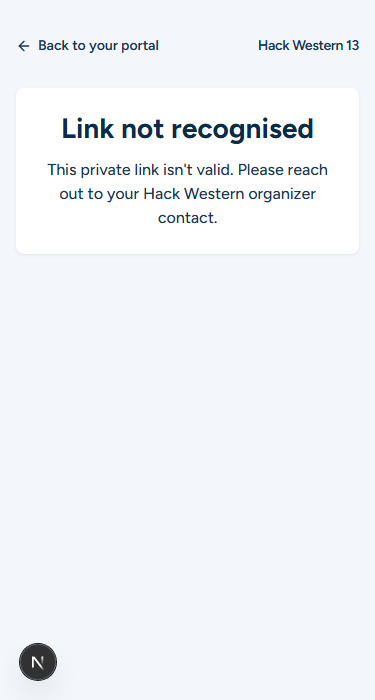 Back to your portal
Hack Western 13
Link not recognised
This private link isn't valid. Please reach
out to your Hack Western organizer
contact.
N